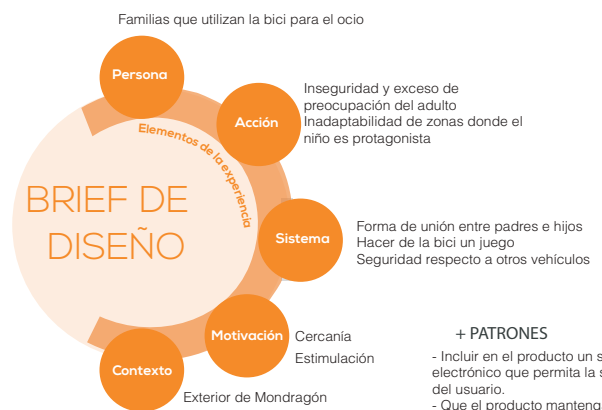 Familias que utilizan la bici para el ocio
Persona
Inseguridad y exceso de
preocupación del adulto
Inadaptabilidad de zonas donde el
niño es protagonista
Acción
Elementos de la experiencia
BRIEF DE
DISEÑO
Sistema
Forma de unión entre padres e hijos
Hacer de la bici un juego
Seguridad respecto a otros vehículos
Motivación
Cercanía
Estimulación
Contexto
Exterior de Mondragón
+ PATRONES
- Incluir en el producto un s
electrónico que permita la s
del usuario.
- Que el producto manteng